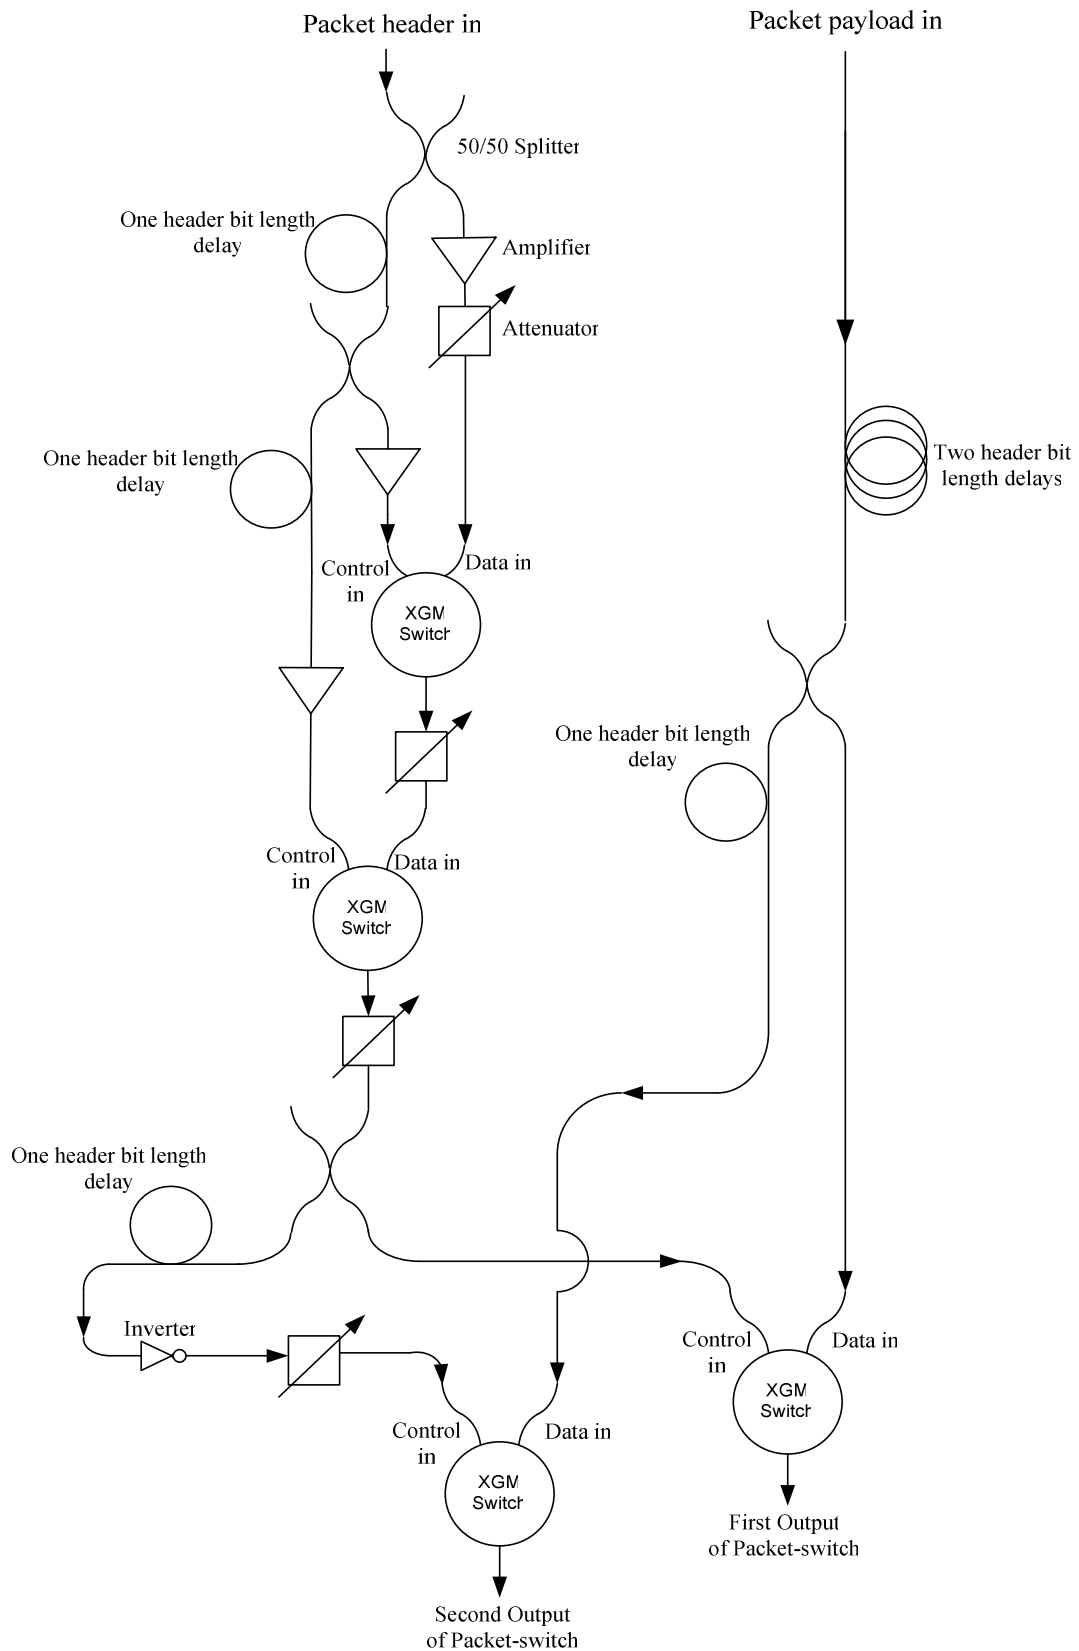 Packet header in
Packet payload in
50/50 Splitter
One header bit length
delay
Amplifier
Attenuator
One header bit length
delay
Two header bit
length delays
Control
in
Data in
XGM
Switch
One header bit length
delay
Control
in
Data in
XGM
Switch
One header bit length
delay
Inverter
Control
in
Data in
XGM
Switch
Control
in
Data in
XGM
Switch
First Output
of Packet-switch
Second Output
of Packet-switch